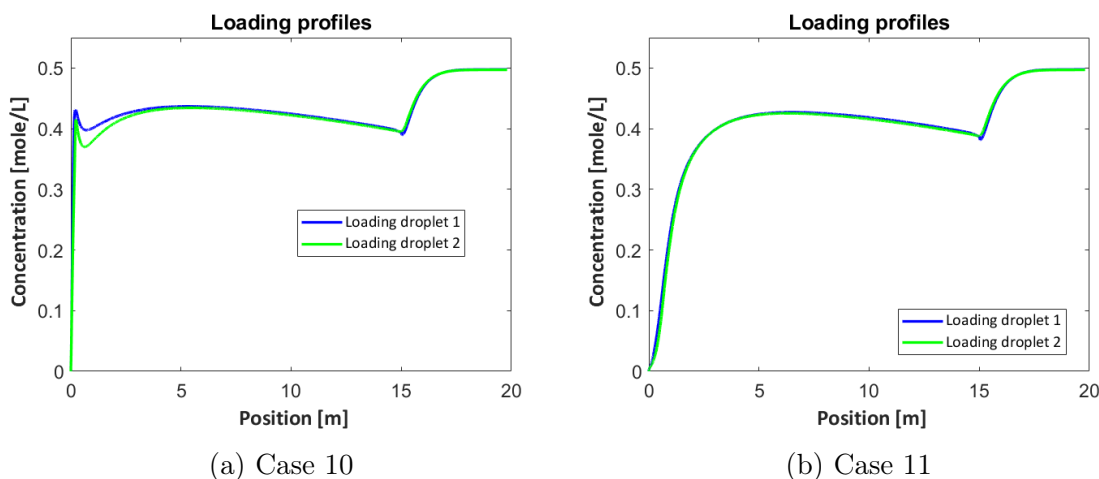 Loading profiles
Concentration [mole/L]
0.5
0.4
0.3
0.2
0.1
0
Loading droplet 1
Loading droplet 2
0 5 10 15 20
Position [m]
(a) Case 10
Loading profiles
Concentration [mole/L]
0.5
0.4
0.3
0.2
0.1
0
Loading droplet 1
Loading droplet 2
0 5 10 15 20
Position [m]
(b) Case 11